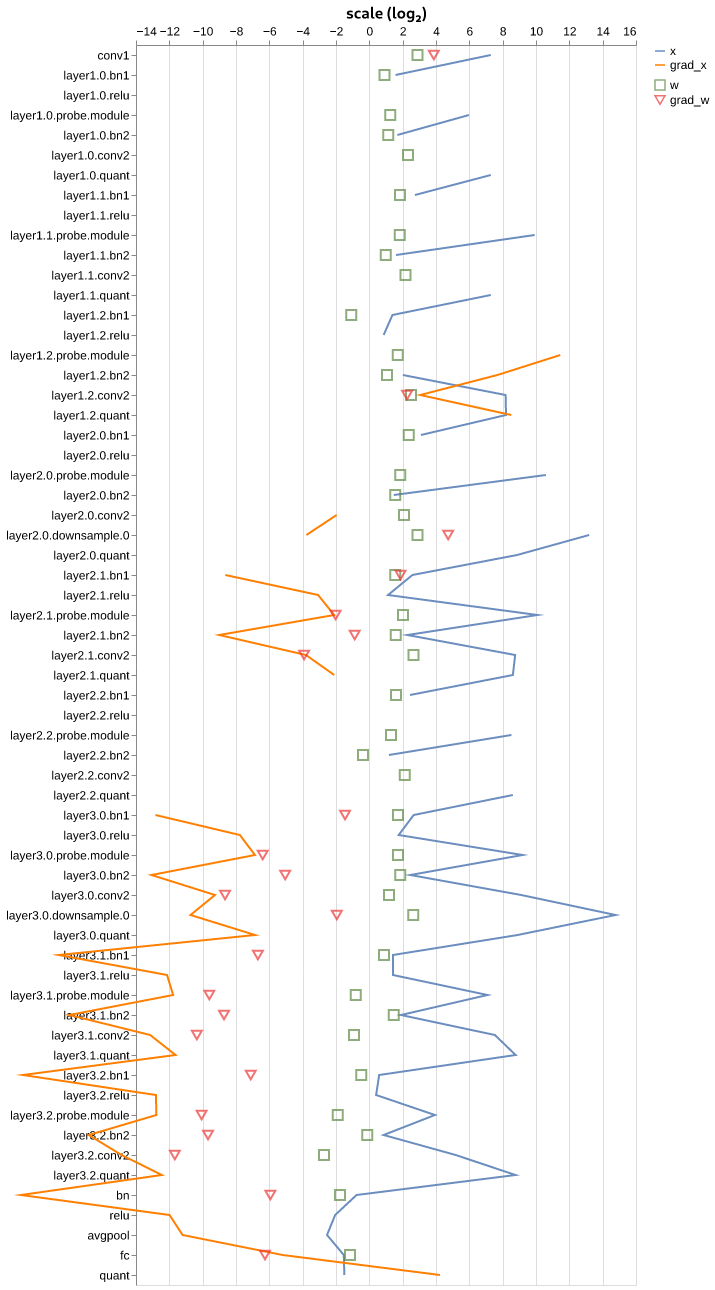 scale (log₂)
−14 −12 −10 −8 −6 −4 −2 0 2 4 6 8 10 12 14 16
x
grad_x
w
grad_w
conv1
layer1.0.bn1
layer1.0.relu
layer1.0.probe.module
layer1.0.bn2
layer1.0.conv2
layer1.0.quant
layer1.1.bn1
layer1.1.relu
layer1.1.probe.module
layer1.1.bn2
layer1.1.conv2
layer1.1.quant
layer1.2.bn1
layer1.2.relu
layer1.2.probe.module
layer1.2.bn2
layer1.2.conv2
layer1.2.quant
layer2.0.bn1
layer2.0.relu
layer2.0.probe.module
layer2.0.bn2
layer2.0.conv2
layer2.0.downsample.0
layer2.0.quant
layer2.1.bn1
layer2.1.relu
layer2.1.probe.module
layer2.1.bn2
layer2.1.conv2
layer2.1.quant
layer2.2.bn1
layer2.2.relu
layer2.2.probe.module
layer2.2.bn2
layer2.2.conv2
layer2.2.quant
layer3.0.bn1
layer3.0.relu
layer3.0.probe.module
layer3.0.bn2
layer3.0.conv2
layer3.0.downsample.0
layer3.0.quant
layer3.1.bn1
layer3.1.relu
layer3.1.probe.module
layer3.1.bn2
layer3.1.conv2
layer3.1.quant
layer3.2.bn1
layer3.2.relu
layer3.2.probe.module
layer3.2.bn2
layer3.2.conv2
layer3.2.quant
bn
relu
avgpool
fc
quant